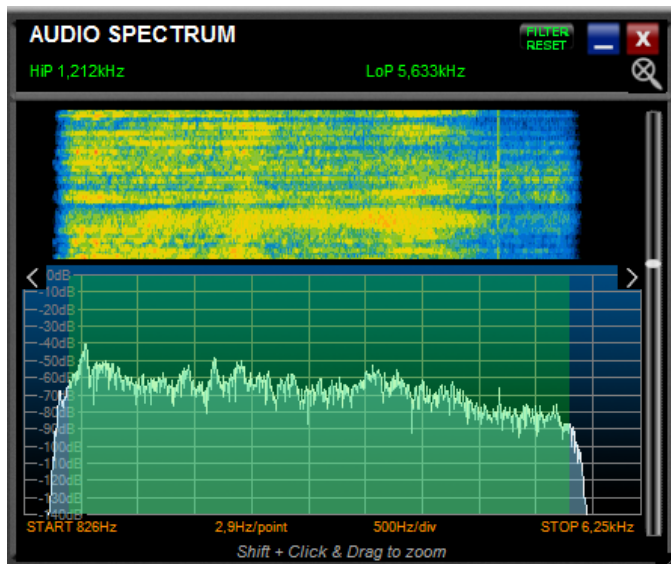 AUDIO SPECTRUM
FILTER
RESET
X
HiP 1,212kHz
LoP 5,633kHz
0dB
-10dB
-20dB
-30dB
-40dB
-50dB
-60dB
-70dB
-80dB
-90dB
-100dB
-110dB
-120dB
-130dB
-140dB
START 826Hz
2,9Hz/point
500Hz/div
STOP 6,25kHz
Shift + Click & Drag to zoom